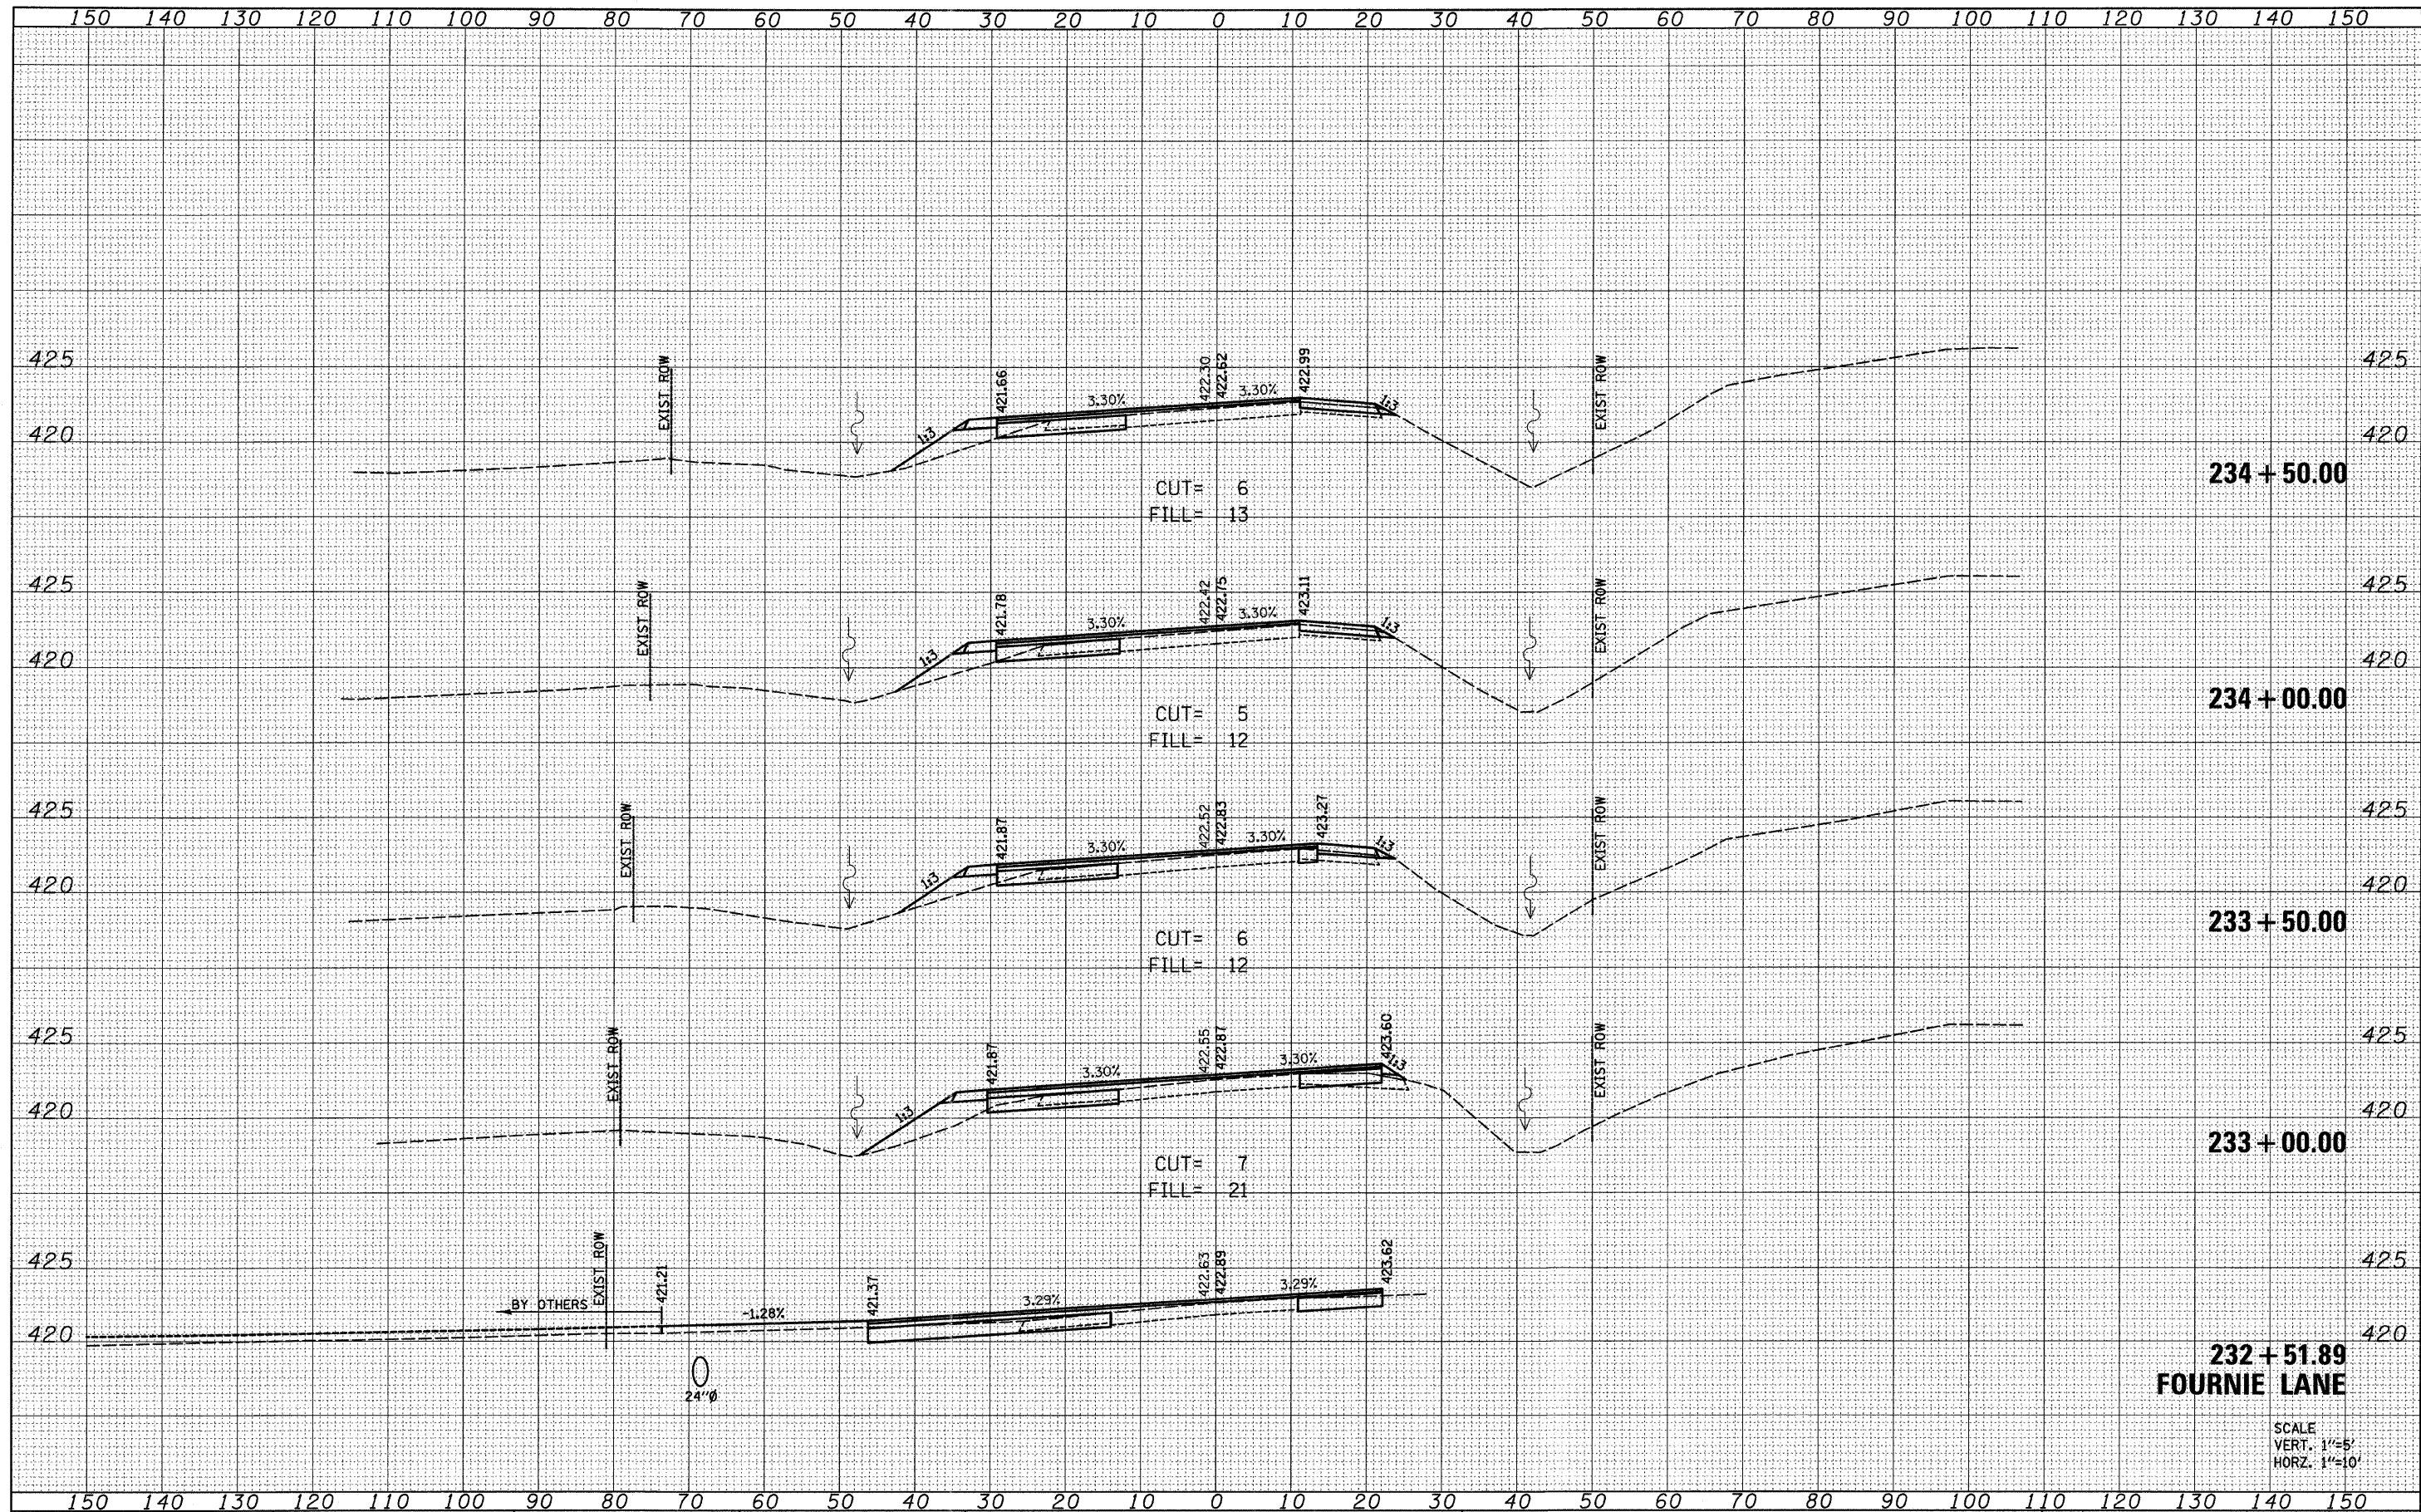 150 140 130 120 110 100 90 80 70 60 50 40 30 20 10 0 10 20 30 40 50 60 70 80 90 100 110 120 130 140 150
425 425
EXIST ROW
421.66
3.30%
422.30
422.62
3.30%
422.99
1:3
EXIST ROW
420 420
1:3
234+50.00
CUT= 6
FILL= 13
425 425
EXIST ROW
421.78
3.30%
422.42
422.75
3.30%
423.11
1:3
EXIST ROW
420 420
1:3
234+00.00
CUT= 5
FILL= 12
425 425
EXIST ROW
421.87
3.30%
422.52
422.83
3.30%
423.27
1:3
EXIST ROW
420 420
1:3
233+50.00
CUT= 6
FILL= 12
425 425
EXIST ROW
421.87
3.30%
422.55
422.87
3.30%
423.60
1:3
EXIST ROW
420 420
1:3
233+00.00
CUT= 7
FILL= 21
425 425
EXIST ROW
BY OTHERS
421.21
-1.28%
421.37
3.29%
422.63
422.89
3.29%
423.62
420 420
24"Ø
232+51.89
FOURNIE LANE
SCALE
VERT. 1"=5'
HORZ. 1"=10'
150 140 130 120 110 100 90 80 70 60 50 40 30 20 10 0 10 20 30 40 50 60 70 80 90 100 110 120 130 140 150